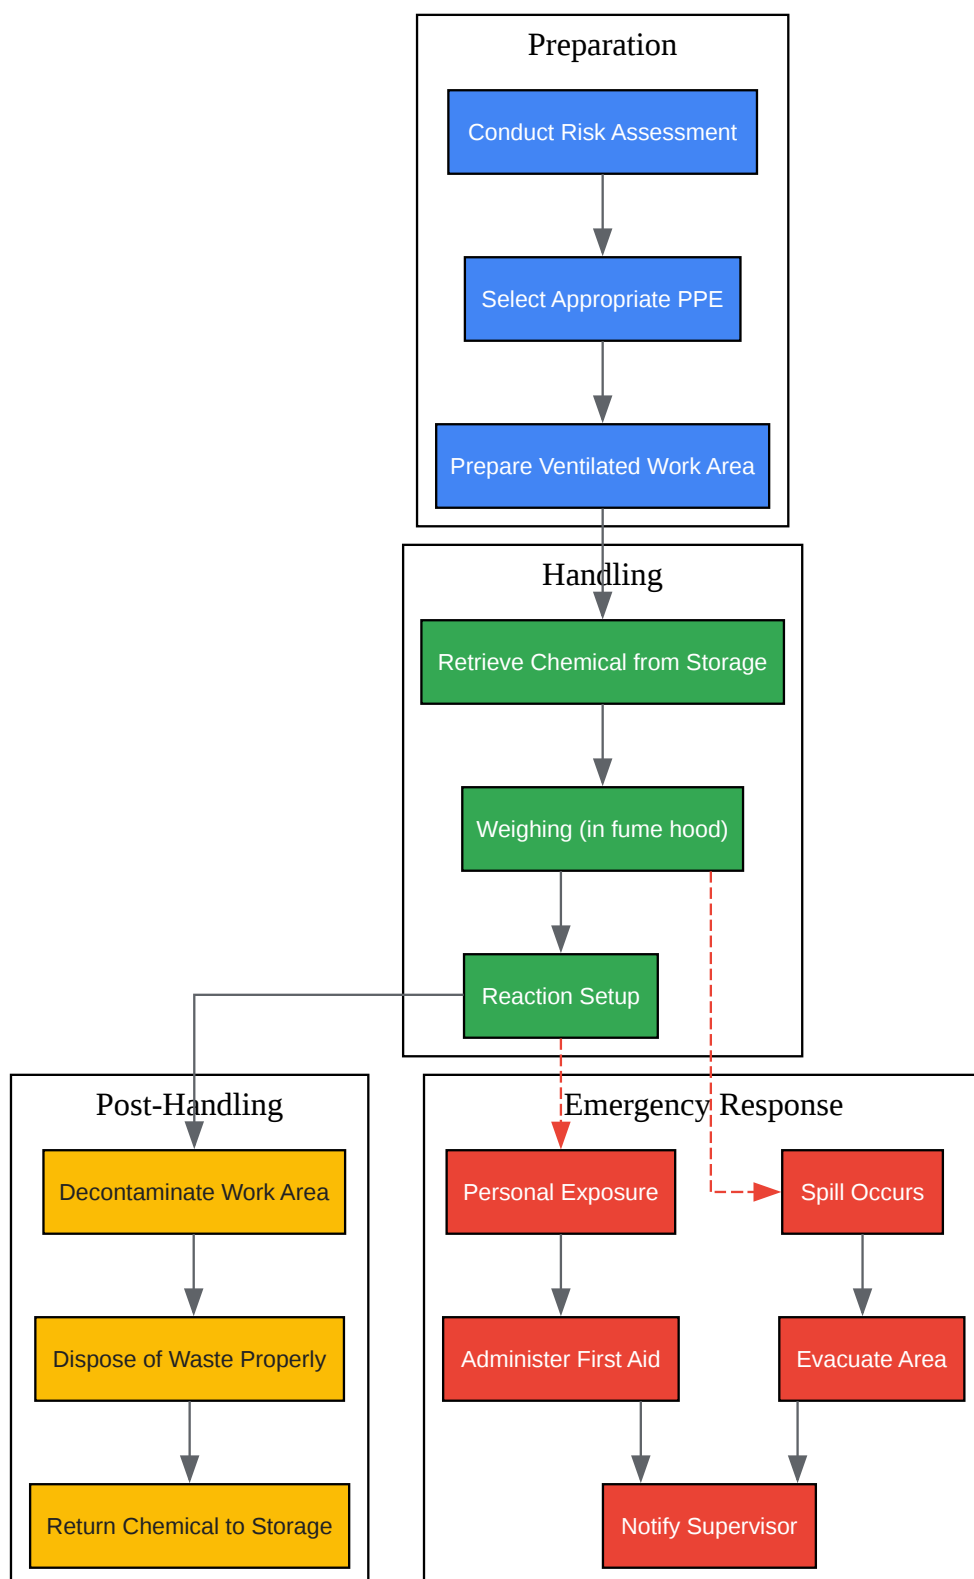 Preparation
Conduct Risk Assessment
Select Appropriate PPE
Prepare Ventilated Work Area
Handling
Retrieve Chemical from Storage
Weighing (in fume hood)
Reaction Setup
Post-Handling
Decontaminate Work Area
Dispose of Waste Properly
Return Chemical to Storage
Emergency Response
Personal Exposure
Spill Occurs
Administer First Aid
Evacuate Area
Notify Supervisor